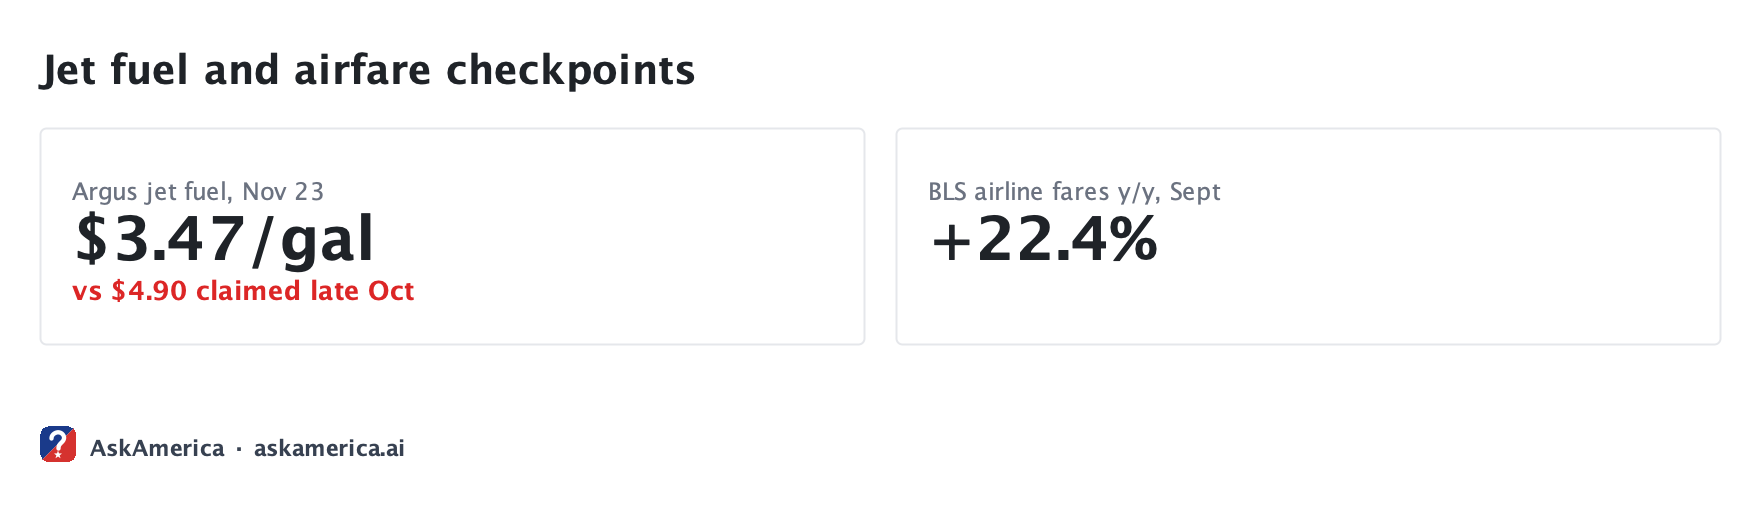 Jet fuel and airfare checkpoints
Argus jet fuel, Nov 23
$3.47/gal
vs $4.90 claimed late Oct
BLS airline fares y/y, Sept
+22.4%
AskAmerica · askamerica.ai